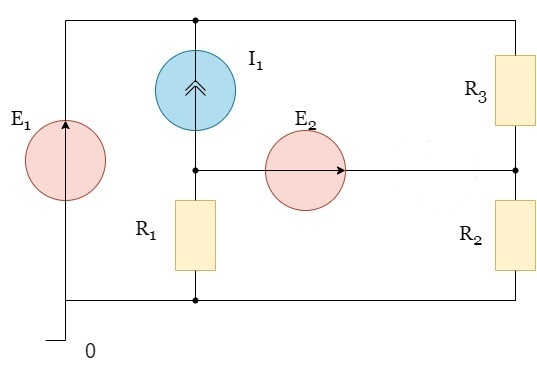 I₁
E₁
E₂
R₃
R₁
R₂
0